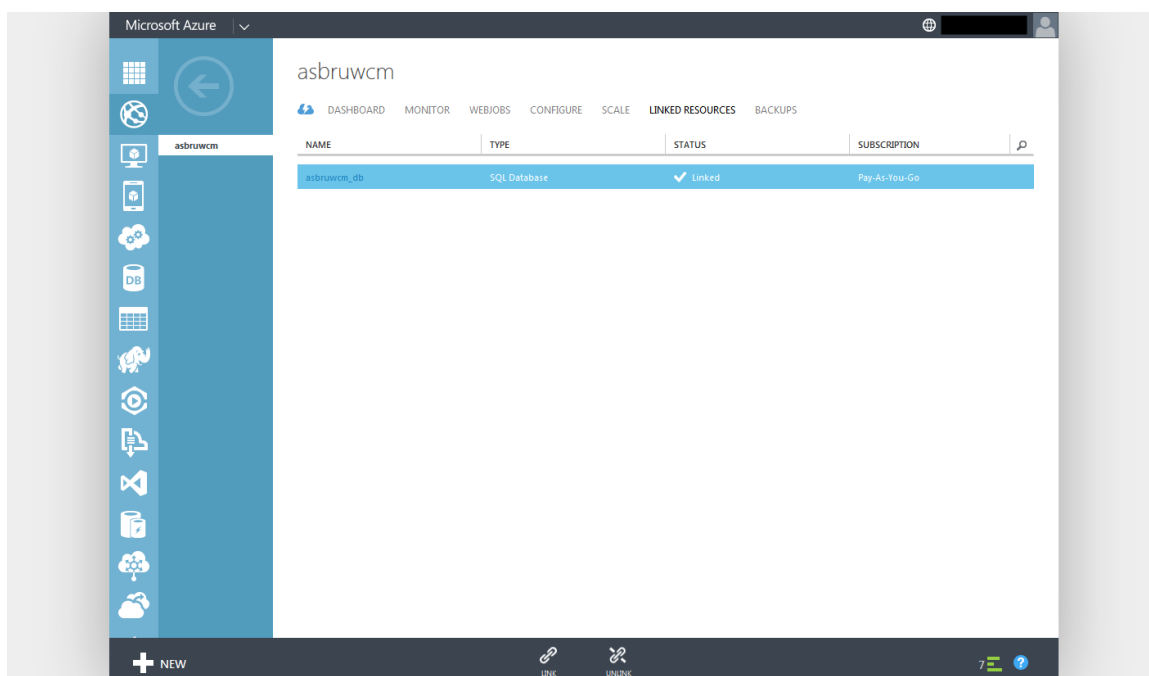 Microsoft Azure
asbruwcm
DASHBOARD MONITOR WEBJOBS CONFIGURE SCALE LINKED RESOURCES BACKUPS
asbruwcm
NAME TYPE STATUS SUBSCRIPTION
asbruwcm_db SQL Database Linked Pay-As-You-Go
DB
NEW
LINK
UNLINK
7
?